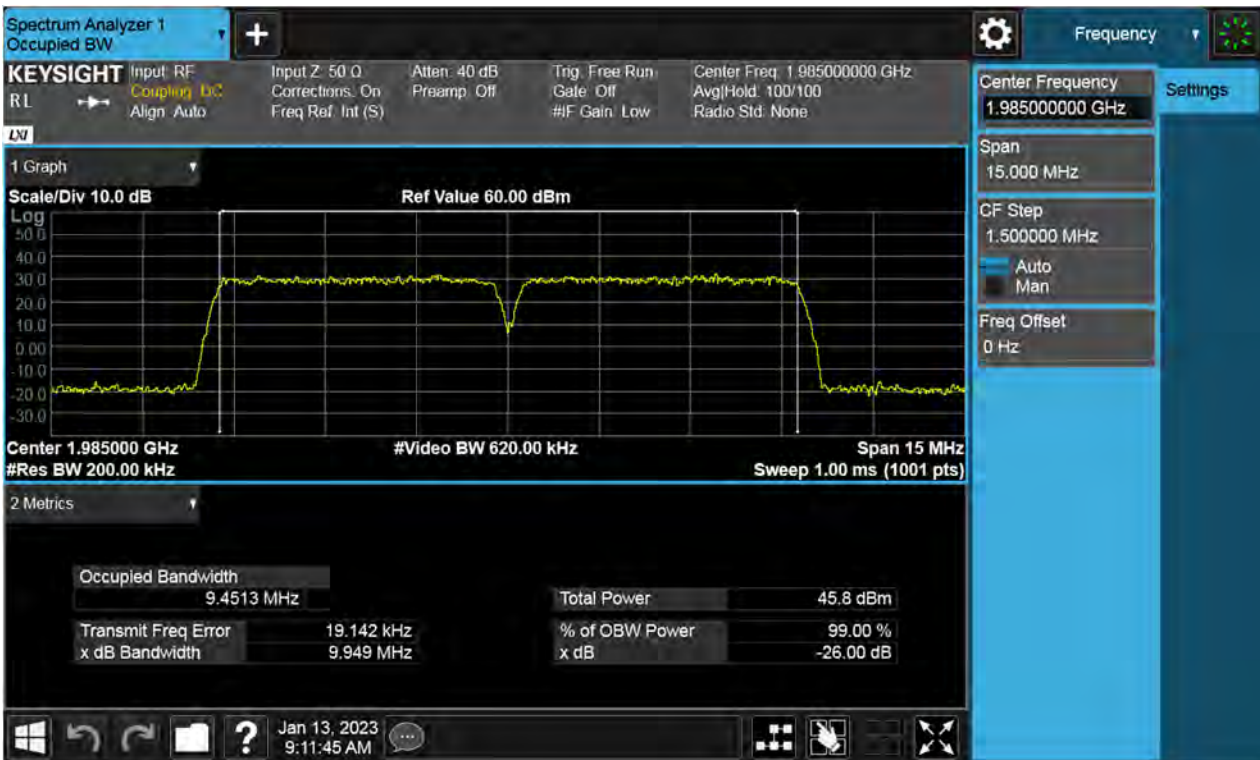 Spectrum Analyzer 1
Occupied BW
+
Frequency
KEYSIGHT
RL
LXI
Input: RF
Coupling: DC
Align: Auto
Input Z: 50 Ω
Corrections: On
Freq Ref: Int (S)
Atten: 40 dB
Preamp: Off
Trig: Free Run
Gate: Off
#IF Gain: Low
Center Freq: 1.985000000 GHz
Avg|Hold: 100/100
Radio Std: None
Center Frequency
1.985000000 GHz
Settings
Span
15.000 MHz
CF Step
1.500000 MHz
Auto
Man
Freq Offset
0 Hz
1 Graph
Scale/Div 10.0 dB
Ref Value 60.00 dBm
Log
50.0
40.0
30.0
20.0
10.0
0.00
-10.0
-20.0
-30.0
Center 1.985000 GHz
#Video BW 620.00 kHz
Span 15 MHz
#Res BW 200.00 kHz
Sweep 1.00 ms (1001 pts)
2 Metrics
Occupied Bandwidth
9.4513 MHz
Total Power 45.8 dBm
Transmit Freq Error 19.142 kHz
% of OBW Power 99.00 %
x dB Bandwidth 9.949 MHz
x dB -26.00 dB
?
Jan 13, 2023
9:11:45 AM